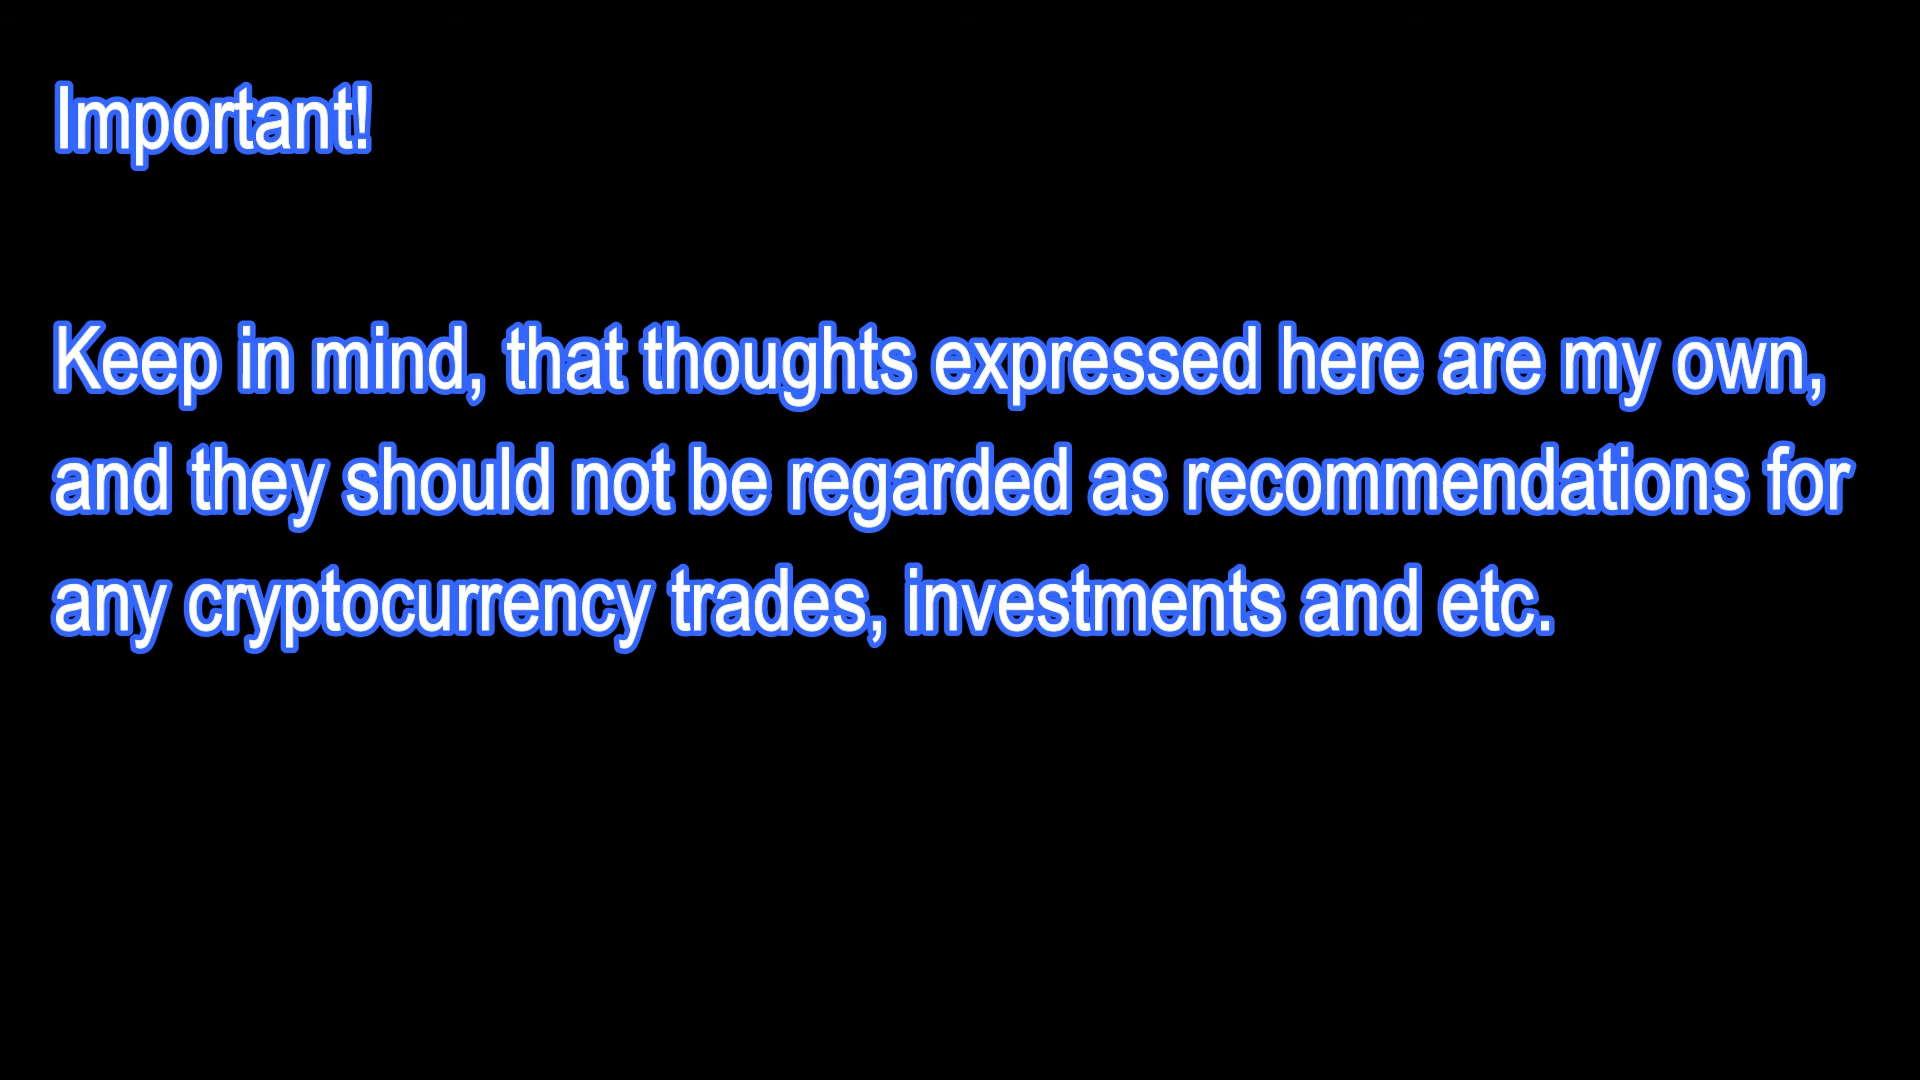 Important!
Keep in mind, that thoughts expressed here are my own,
and they should not be regarded as recommendations for
any cryptocurrency trades, investments and etc.